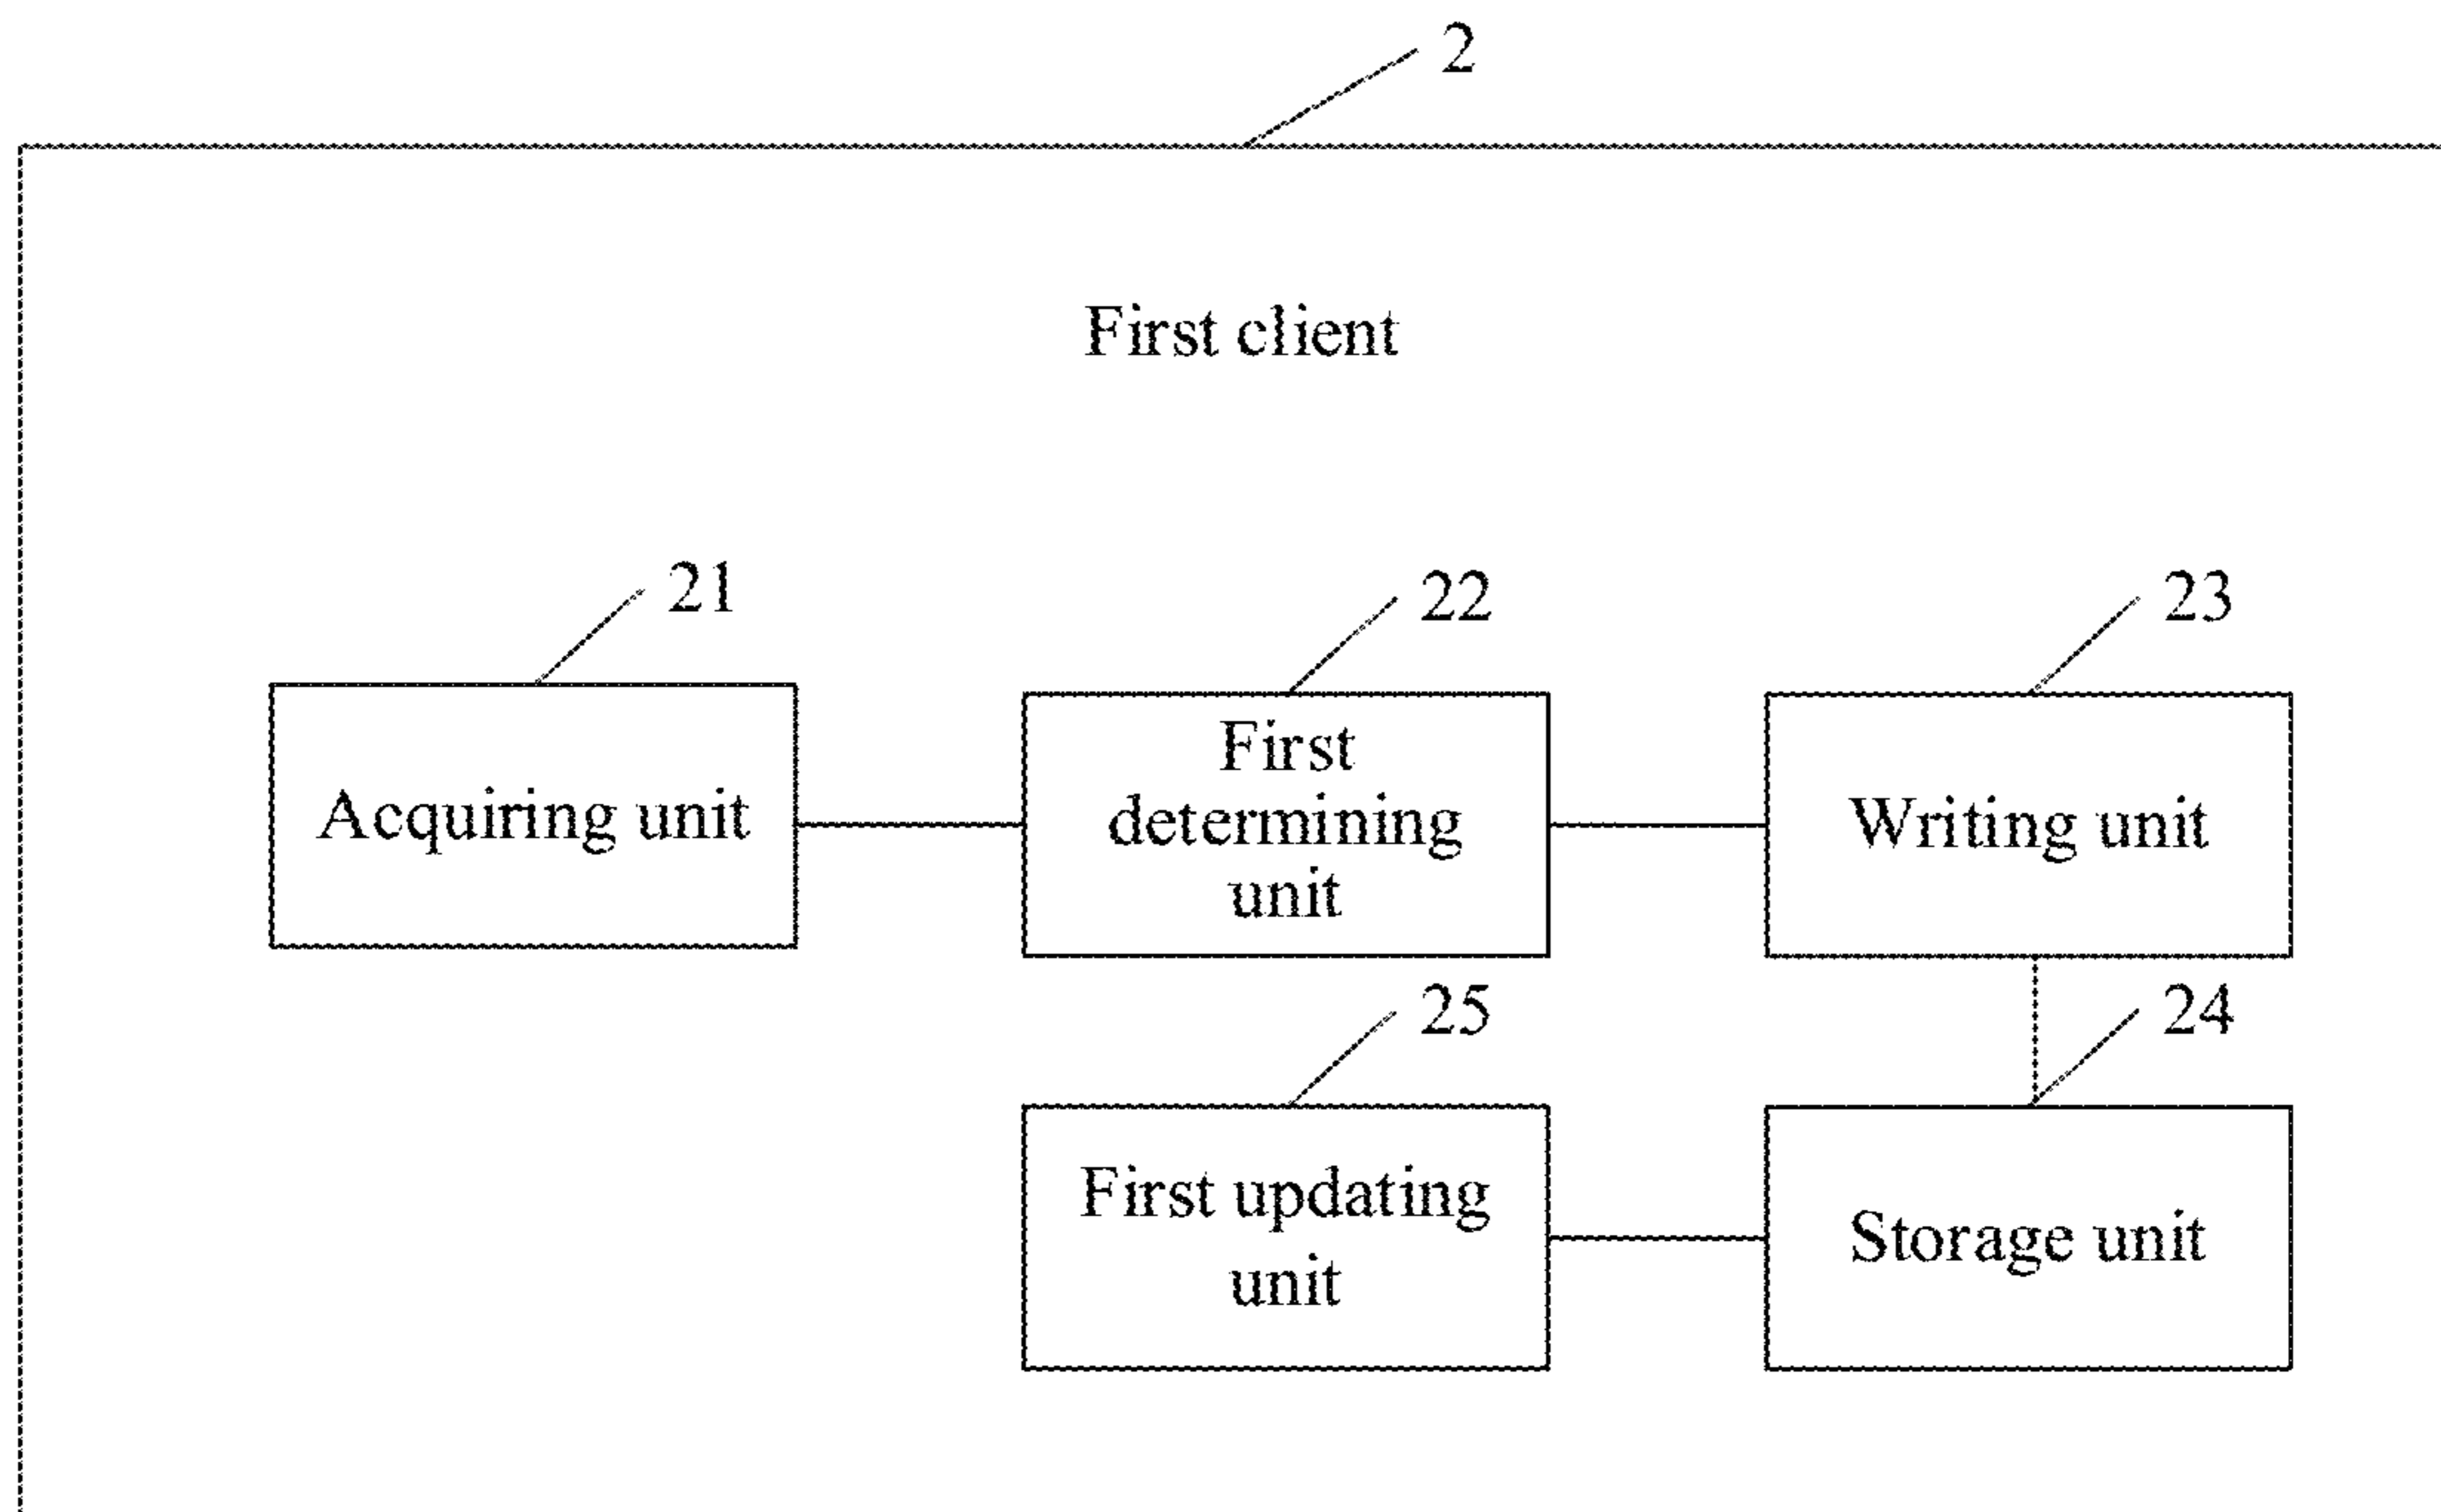 2
First client
21
22
23
Acquiring unit
First
determining
unit
Writing unit
25
24
First updating
unit
Storage unit